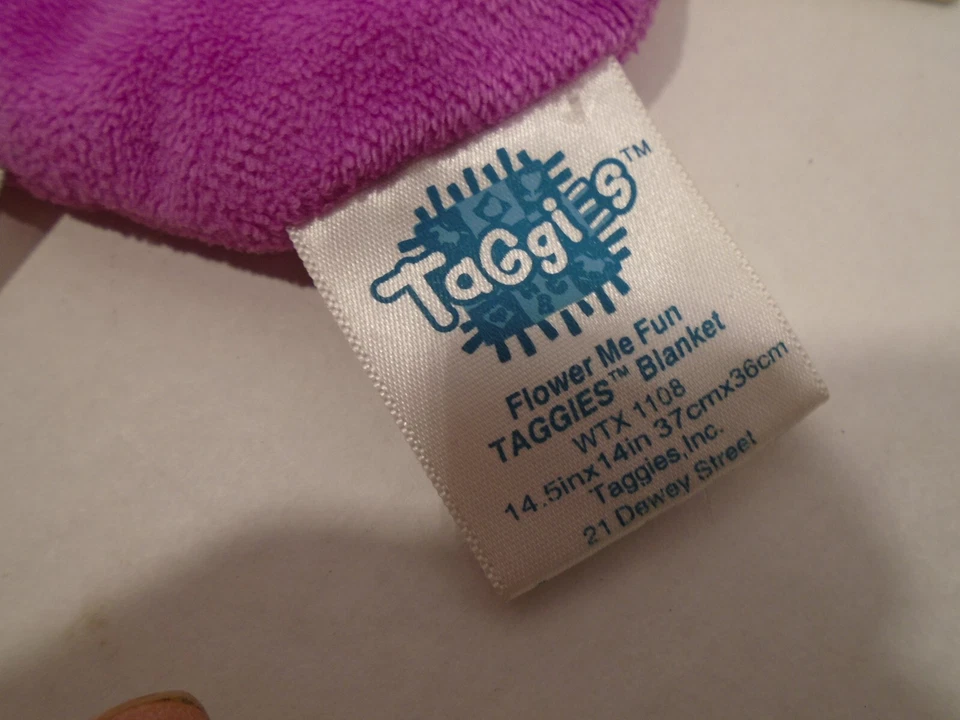 TaGgies™
Flower Me Fun
TAGGIES™ Blanket
WTX 1108
14.5inx14in 37cmx36cm
Taggies,Inc.
21 Dewey Street